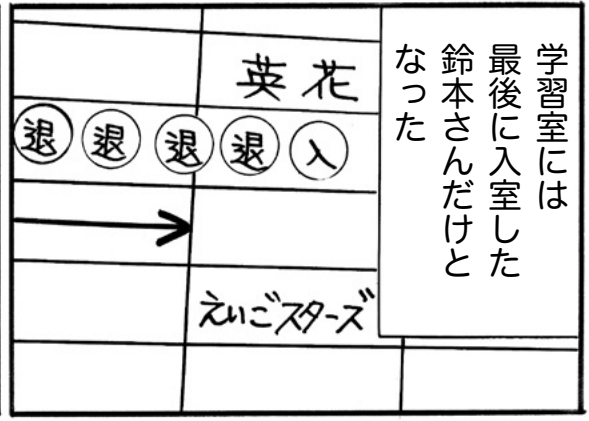 学習室には
最後に入室した
鈴本さんだけと
なった
英花
退 退 退 退 入
えいごスターズ